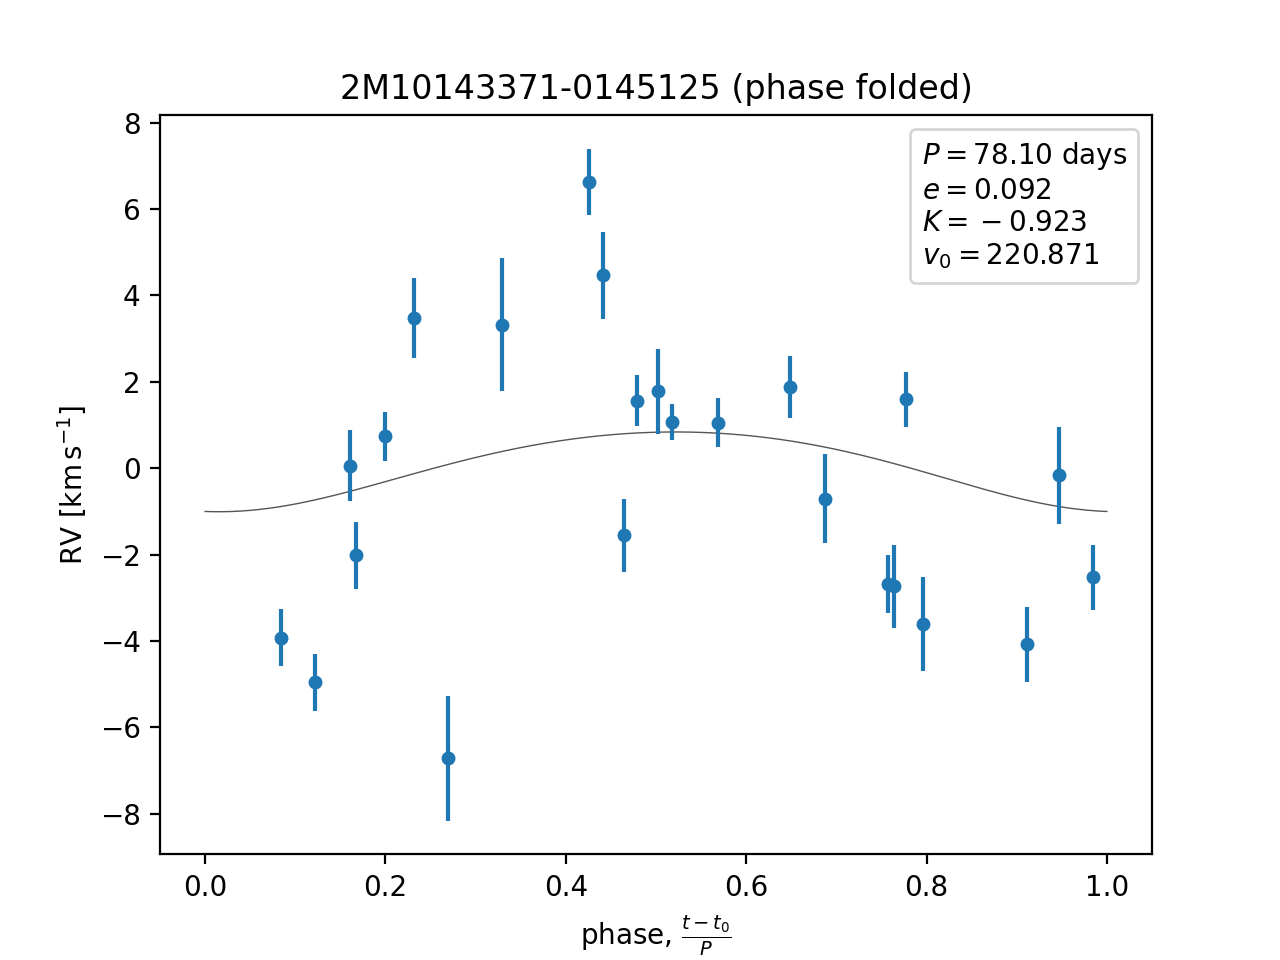 2M10143371-0145125 (phase folded)
P = 78.10 days
e = 0.092
K = −0.923
v₀ = 220.871
8
6
4
2
0
−2
−4
−6
−8
RV [km s⁻¹]
0.0 0.2 0.4 0.6 0.8 1.0
phase, (t − t₀)/P